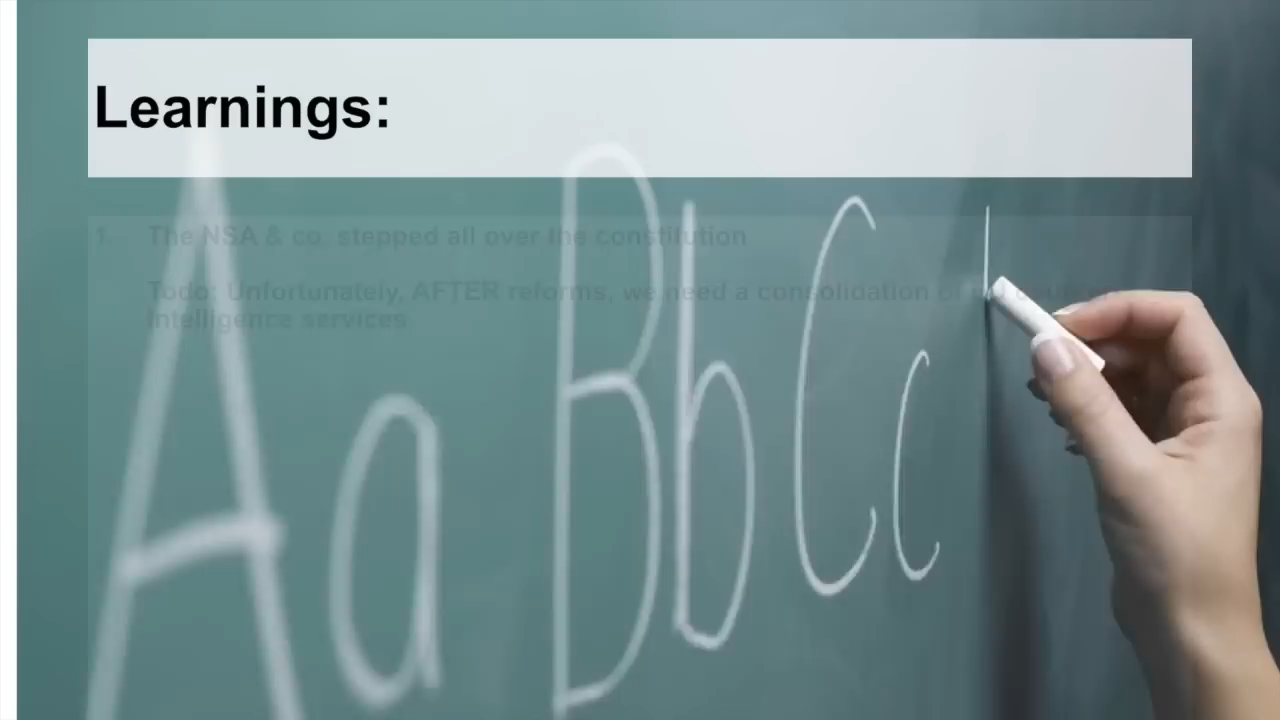 Learnings:
1. The NSA & co. stepped all over the constitution
Todo: Unfortunately, AFTER reforms, we need a consolidation
Intelligence services
Aa Bb Cc